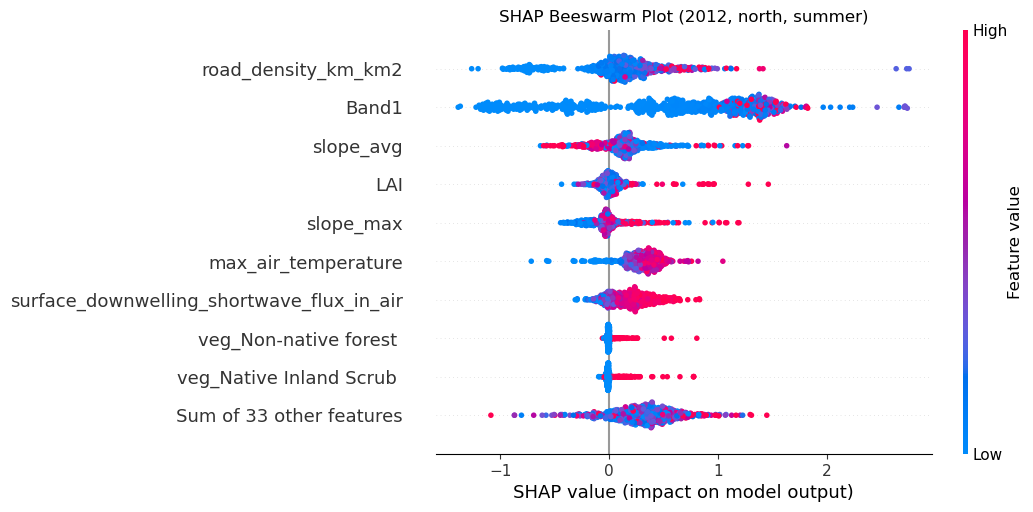 SHAP Beeswarm Plot (2012, north, summer)
High
road_density_km_km2
Band1
slope_avg
LAI
slope_max
max_air_temperature
surface_downwelling_shortwave_flux_in_air
veg_Non-native forest
veg_Native Inland Scrub
Sum of 33 other features
Feature value
Low
−1 0 1 2
SHAP value (impact on model output)